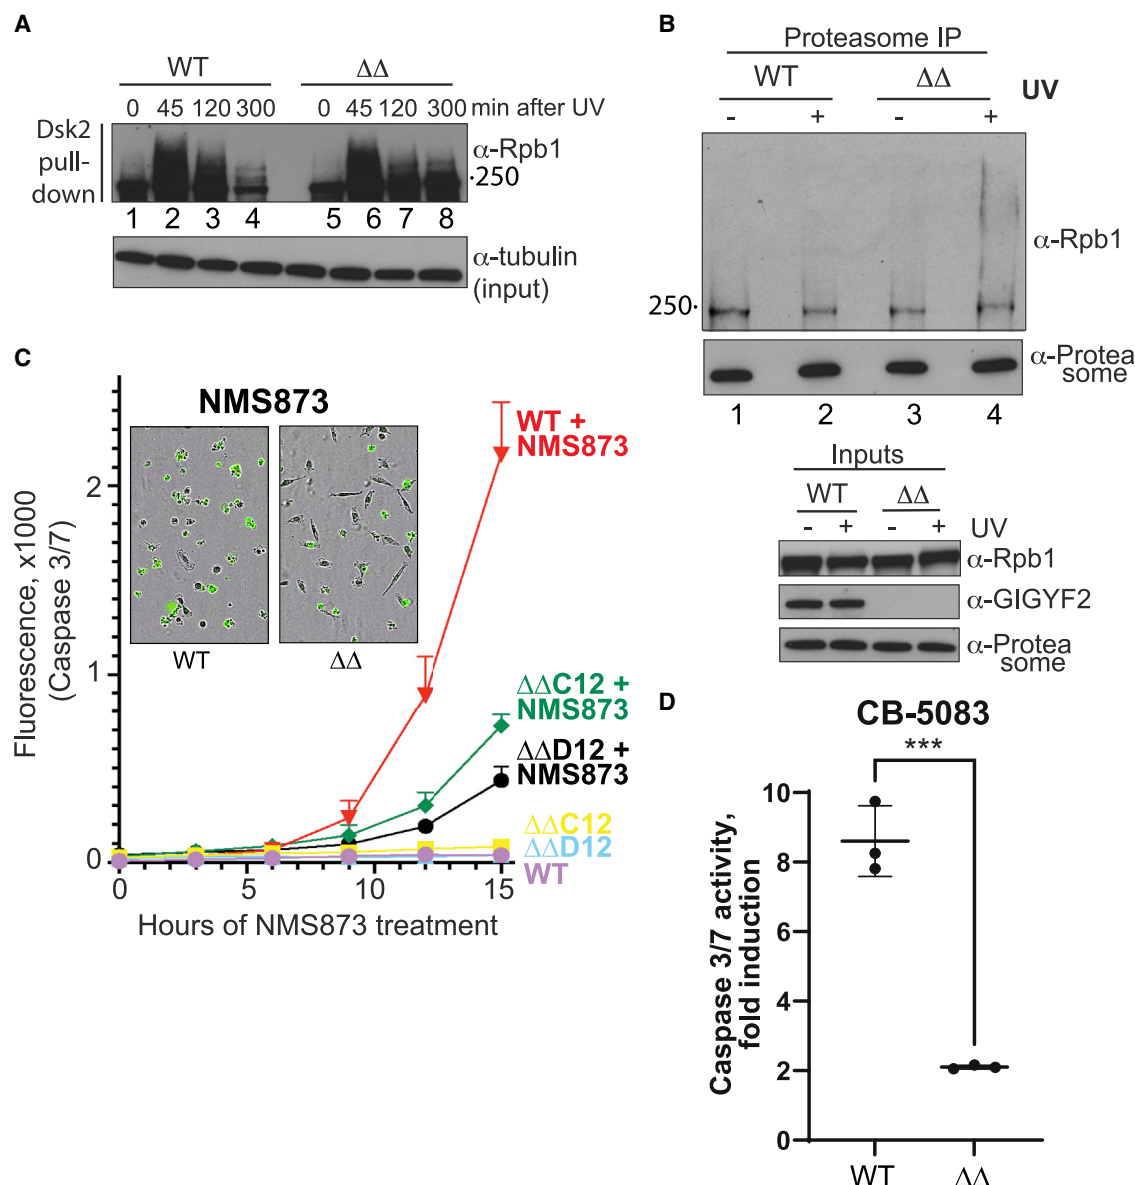 A
WT ΔΔ
0 45 120 300 0 45 120 300 min after UV
Dsk2
pull-
down
α-Rpb1
·250
1 2 3 4 5 6 7 8
α-tubulin
(input)
B
Proteasome IP
WT ΔΔ UV
- + - +
α-Rpb1
250·
α-Protea
some
1 2 3 4
Inputs
WT ΔΔ
- + - + UV
α-Rpb1
α-GIGYF2
α-Protea
some
C
NMS873
WT ΔΔ
Fluorescence, x1000
(Caspase 3/7)
2
1
0
0 5 10 15
Hours of NMS873 treatment
WT +
NMS873
ΔΔC12 +
NMS873
ΔΔD12 +
NMS873
ΔΔC12
ΔΔD12
WT
D
CB-5083
***
Caspase 3/7 activity,
fold induction
10
8
6
4
2
0
WT ΔΔ